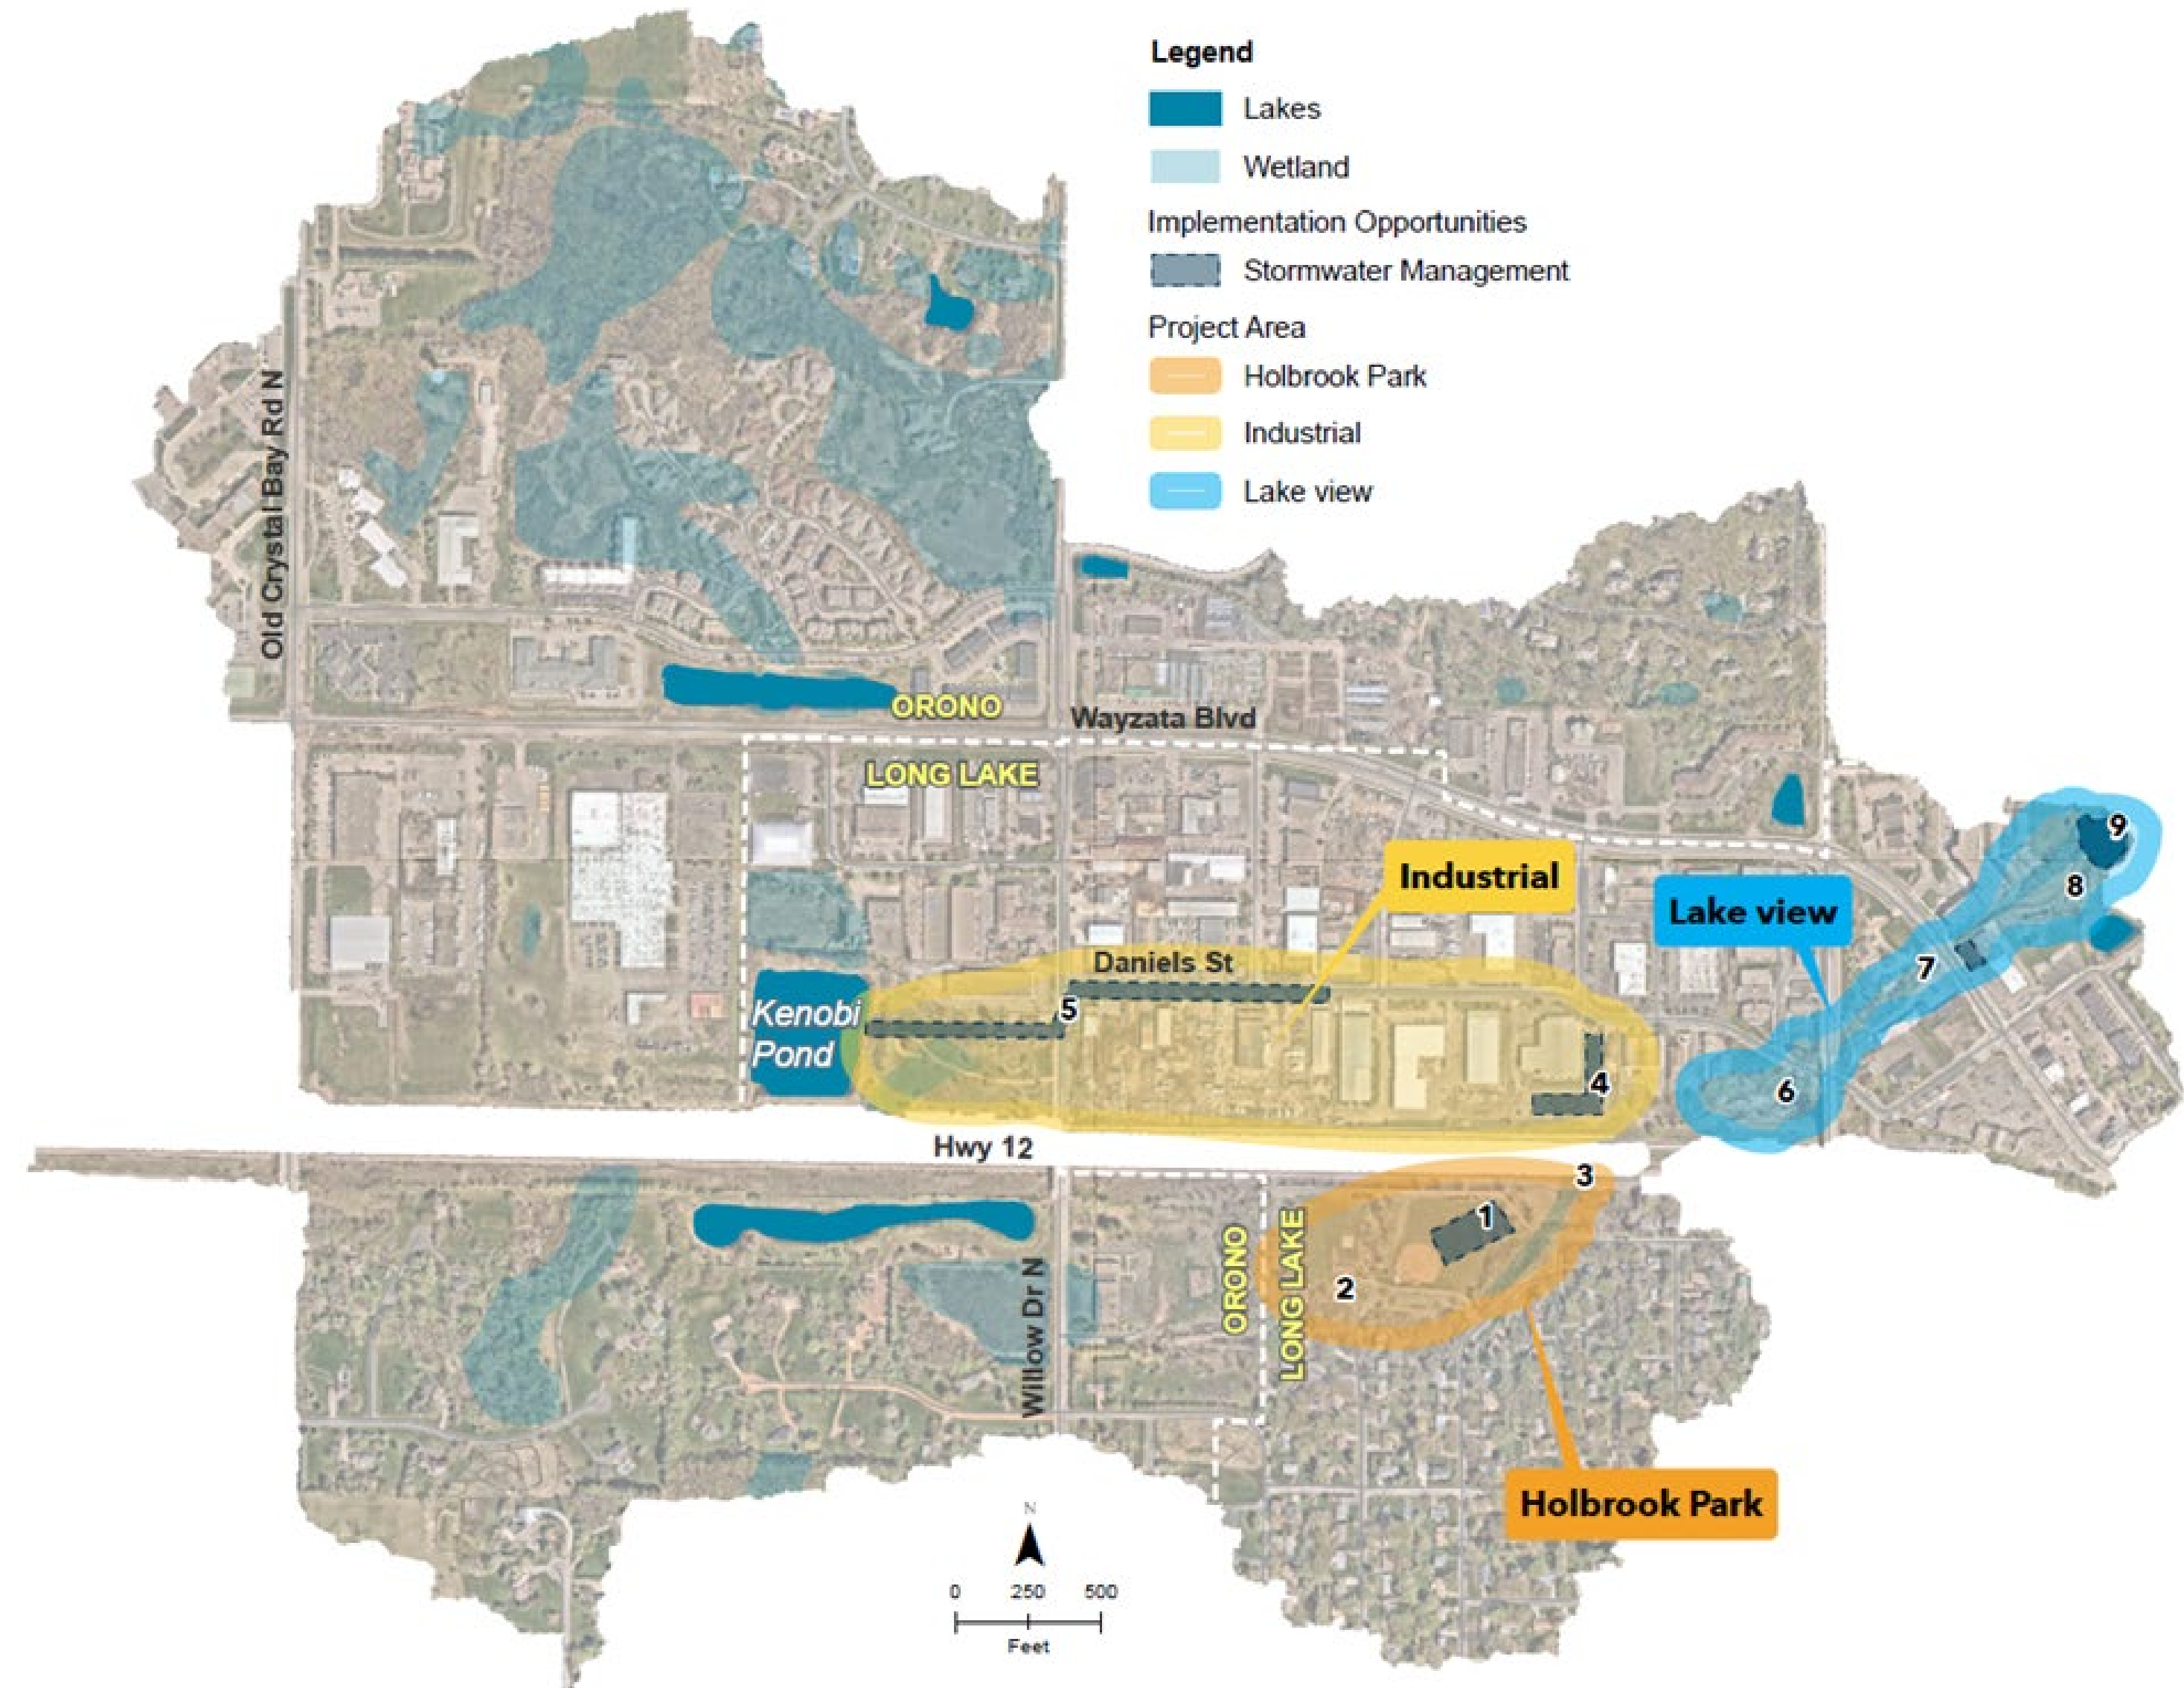 Legend
Lakes
Wetland
Implementation Opportunities
Stormwater Management
Project Area
Holbrook Park
Industrial
Lake view
Old Crystal Bay Rd N
ORONO
Wayzata Blvd
LONG LAKE
9
Industrial
8
Lake view
Daniels St
7
5
Kenobi
Pond
4
6
Hwy 12
3
1
ORONO
LONG LAKE
2
Willow Dr N
Holbrook Park
N
0 250 500
Feet